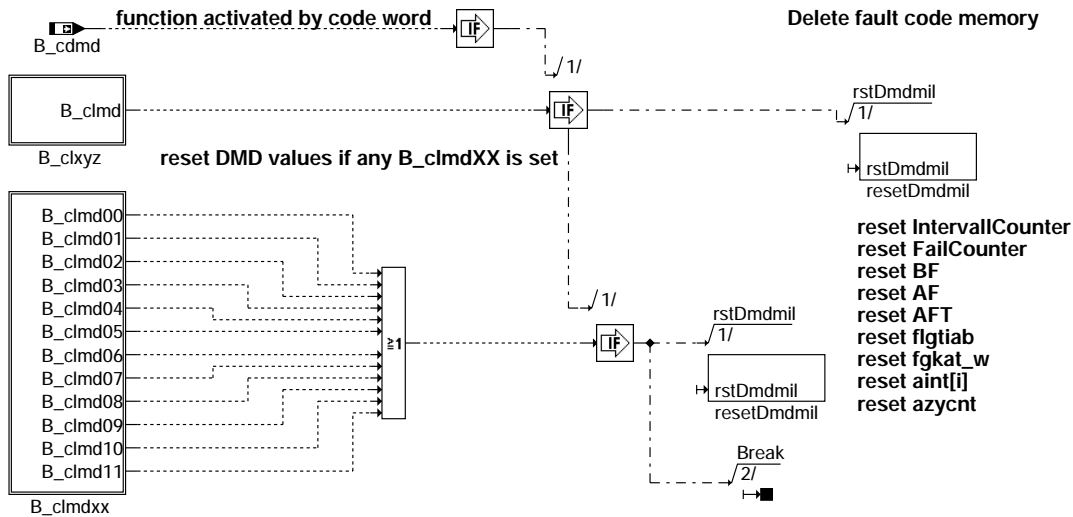 function activated by code word
Delete fault code memory
IF
B_cdmd
1/
B_clmd
IF
rstDmdmil
1/
B_clxyz
reset DMD values if any B_clmdXX is set
rstDmdmil
resetDmdmil
B_clmd00
B_clmd01
B_clmd02
B_clmd03
B_clmd04
B_clmd05
B_clmd06
B_clmd07
B_clmd08
B_clmd09
B_clmd10
B_clmd11
B_clmdxx
≧1
1/
IF
rstDmdmil
1/
rstDmdmil
resetDmdmil
Break
2/
reset IntervallCounter
reset FailCounter
reset BF
reset AF
reset AFT
reset flgtiab
reset fgkat_w
reset aint[i]
reset azycnt